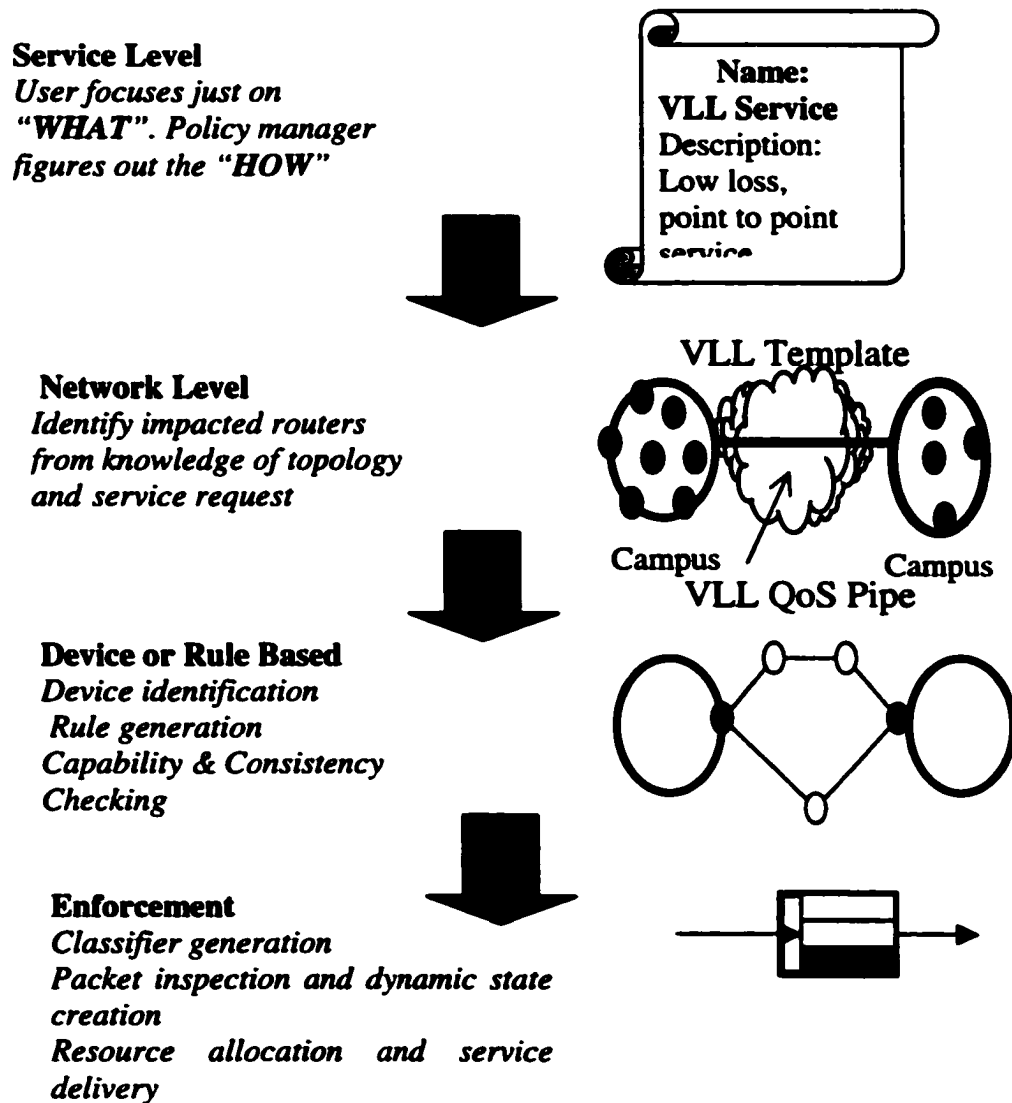 Service Level
User focuses just on
“WHAT”. Policy manager
figures out the “HOW”
Name:
VLL Service
Description:
Low loss,
point to point
service
Network Level
Identify impacted routers
from knowledge of topology
and service request
VLL Template
Campus
Campus
VLL QoS Pipe
Device or Rule Based
Device identification
Rule generation
Capability & Consistency
Checking
Enforcement
Classifier generation
Packet inspection and dynamic state
creation
Resource allocation and service
delivery